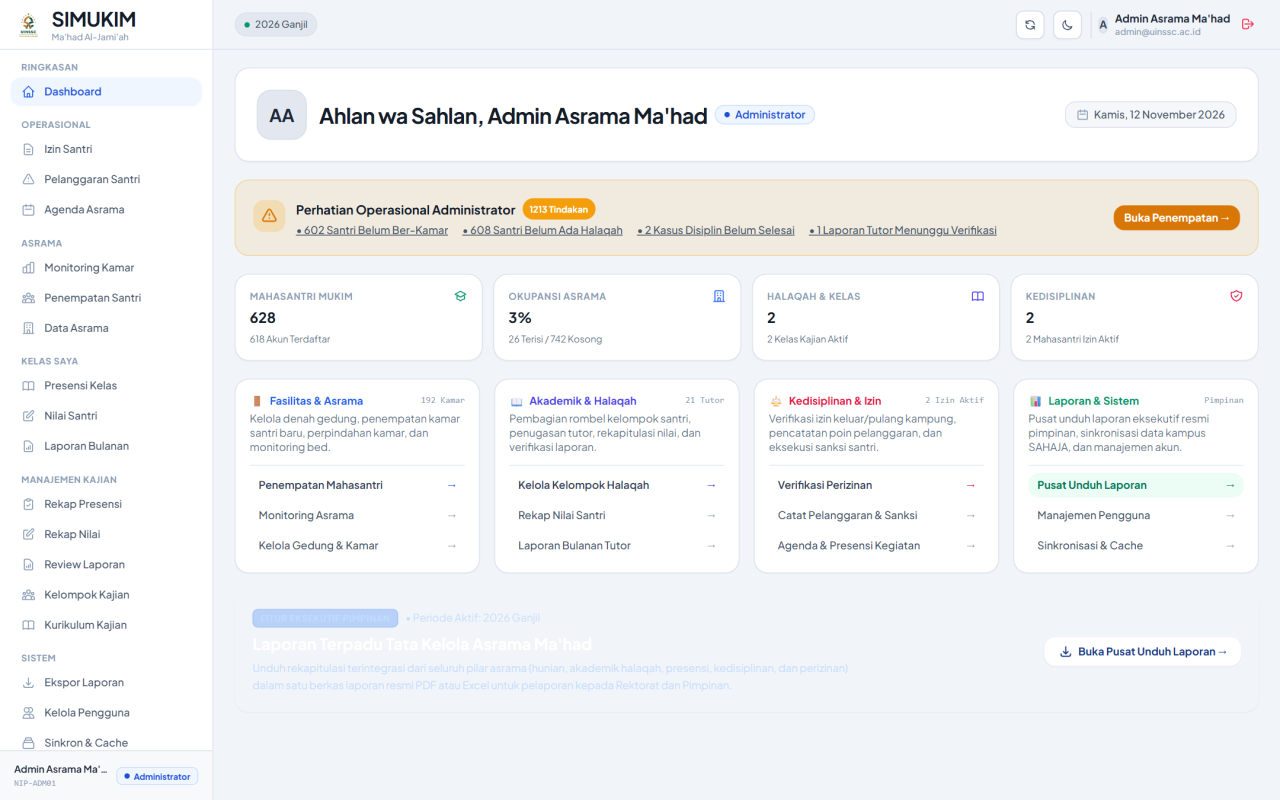 SIMUKIM
Ma'had Al-Jami'ah
2026 Ganjil
A
Admin Asrama Ma'had
admin@uinssc.ac.id
RINGKASAN
Dashboard
OPERASIONAL
Izin Santri
Pelanggaran Santri
Agenda Asrama
ASRAMA
Monitoring Kamar
Penempatan Santri
Data Asrama
KELAS SAYA
Presensi Kelas
Nilai Santri
Laporan Bulanan
MANAJEMEN KAJIAN
Rekap Presensi
Rekap Nilai
Review Laporan
Kelompok Kajian
Kurikulum Kajian
SISTEM
Ekspor Laporan
Kelola Pengguna
Sinkron & Cache
Admin Asrama Ma'...
NIP-ADM01
Administrator
AA
Ahlan wa Sahlan, Admin Asrama Ma'had
Administrator
Kamis, 12 November 2026
Perhatian Operasional Administrator
1213 Tindakan
• 602 Santri Belum Ber-Kamar
• 608 Santri Belum Ada Halaqah
• 2 Kasus Disiplin Belum Selesai
• 1 Laporan Tutor Menunggu Verifikasi
Buka Penempatan →
MAHASANTRI MUKIM
628
618 Akun Terdaftar
OKUPANSI ASRAMA
3%
26 Terisi / 742 Kosong
HALAQAH & KELAS
2
2 Kelas Kajian Aktif
KEDISIPLINAN
2
2 Mahasantri Izin Aktif
Fasilitas & Asrama
192 Kamar
Kelola denah gedung, penempatan kamar
santri baru, perpindahan kamar, dan
monitoring bed.
Penempatan Mahasantri →
Monitoring Asrama →
Kelola Gedung & Kamar →
Akademik & Halaqah
21 Tutor
Pembagian rombel kelompok santri,
penugasan tutor, rekapitulasi nilai, dan
verifikasi laporan.
Kelola Kelompok Halaqah →
Rekap Nilai Santri →
Laporan Bulanan Tutor →
Kedisiplinan & Izin
2 Izin Aktif
Verifikasi izin keluar/pulang kampung,
pencatatan poin pelanggaran, dan
eksekusi sanksi santri.
Verifikasi Perizinan →
Catat Pelanggaran & Sanksi →
Agenda & Presensi Kegiatan →
Laporan & Sistem
Pimpinan
Pusat unduh laporan eksekutif resmi
pimpinan, sinkronisasi data kampus
SAHAJA, dan manajemen akun.
Pusat Unduh Laporan →
Manajemen Pengguna →
Sinkronisasi & Cache →
• Periode Aktif: 2026 Ganjil
Laporan Terpadu Tata Kelola Asrama Ma'had
Unduh rekapitulasi terintegrasi dari seluruh pilar asrama (hunian, akademik halaqah, presensi, kedisiplinan, dan perizinan)
dalam satu berkas laporan resmi PDF atau Excel untuk pelaporan kepada Rektorat dan Pimpinan.
Buka Pusat Unduh Laporan →